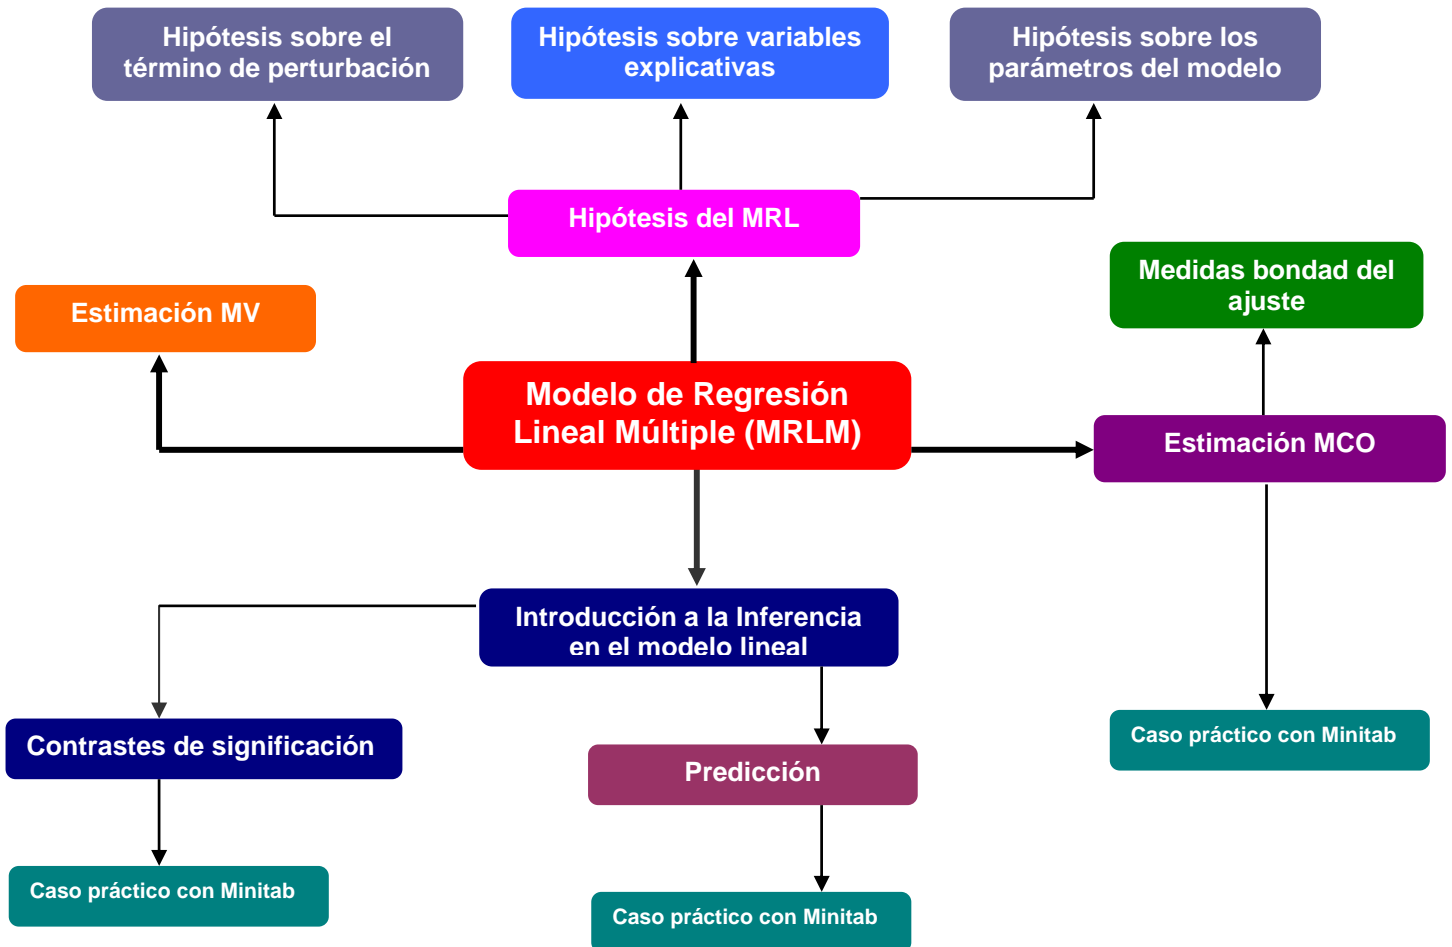 Hipótesis sobre el
término de perturbación
Hipótesis sobre variables
explicativas
Hipótesis sobre los
parámetros del modelo
Hipótesis del MRL
Medidas bondad del
ajuste
Estimación MV
Modelo de Regresión
Lineal Múltiple (MRLM)
Estimación MCO
Introducción a la Inferencia
en el modelo lineal
Contrastes de significación
Predicción
Caso práctico con Minitab
Caso práctico con Minitab
Caso práctico con Minitab